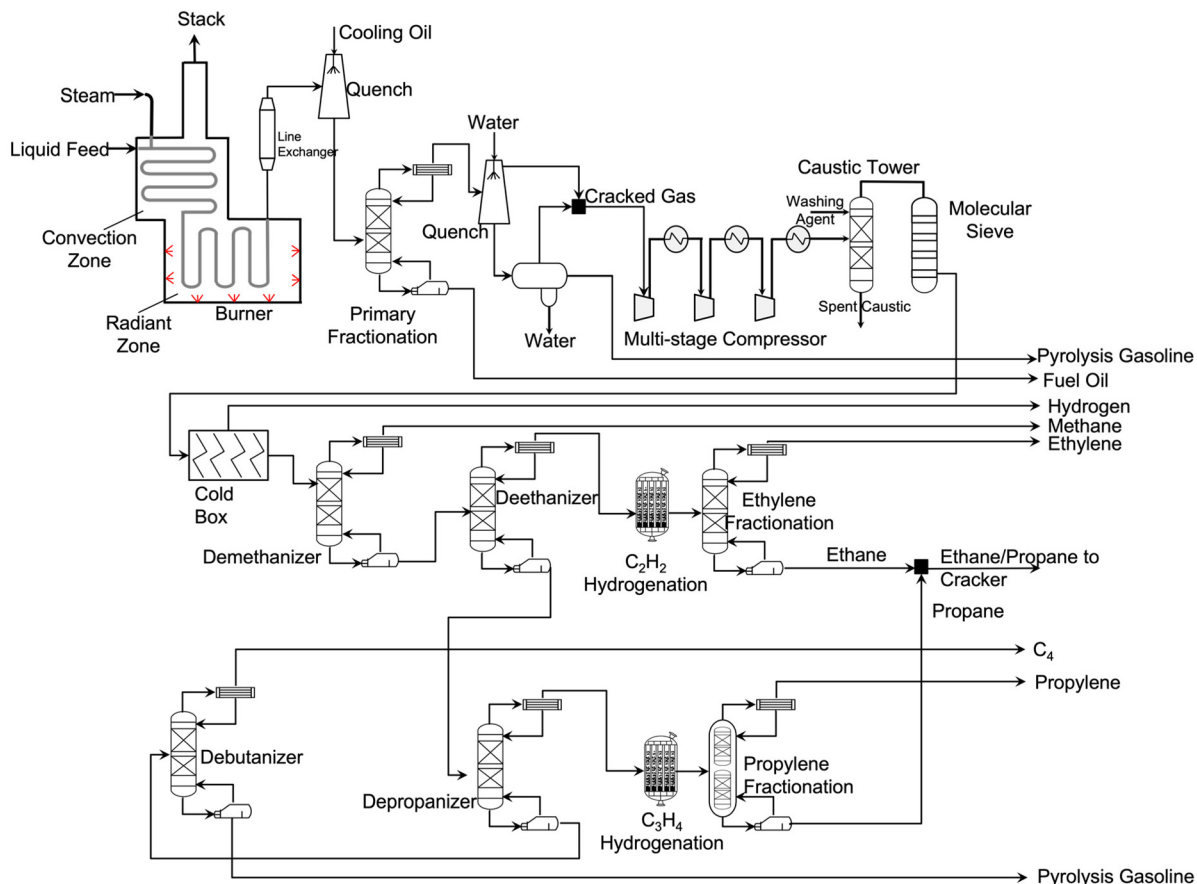 Stack
Cooling Oil
Quench
Steam
Line
Exchanger
Liquid Feed
Water
Caustic Tower
Cracked Gas
Washing
Agent
Molecular
Sieve
Convection
Zone
Quench
Radiant
Zone
Burner
Primary
Fractionation
Water
Multi-stage Compressor
Spent Caustic
Pyrolysis Gasoline
Fuel Oil
Hydrogen
Methane
Ethylene
Cold
Box
Demethanizer
Deethanizer
C₂H₂
Hydrogenation
Ethylene
Fractionation
Ethane
Ethane/Propane to
Cracker
Propane
C₄
Propylene
Debutanizer
Depropanizer
C₃H₄
Hydrogenation
Propylene
Fractionation
Pyrolysis Gasoline